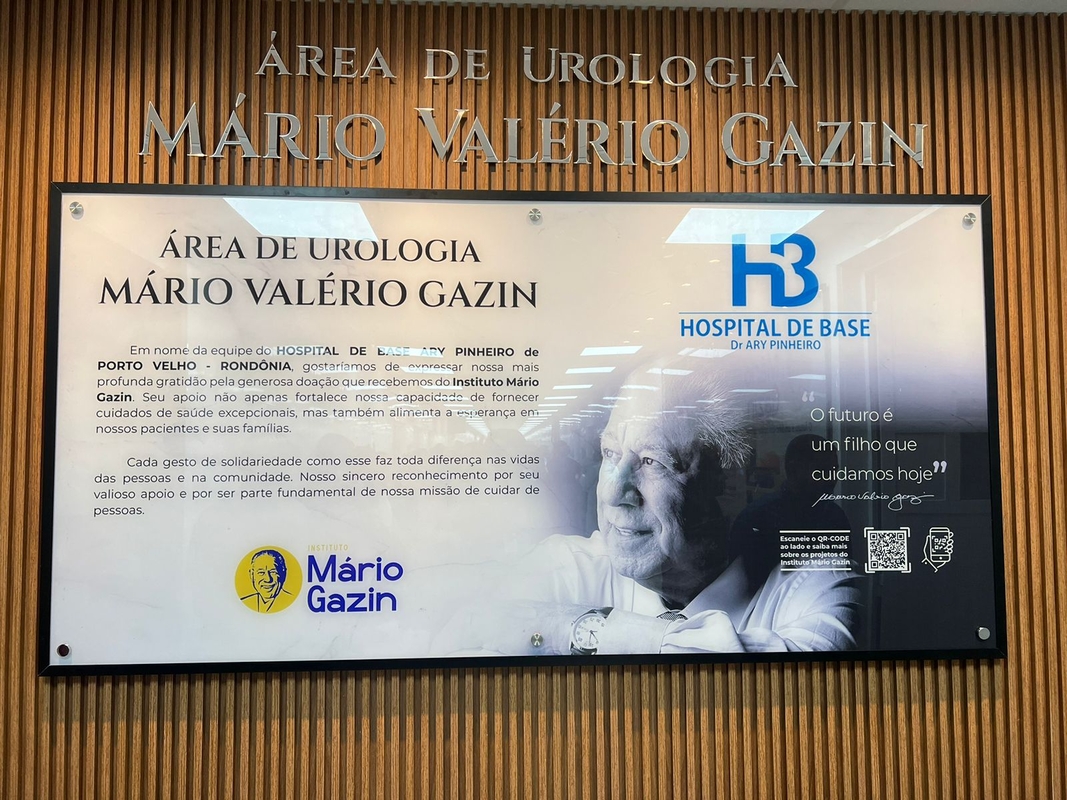 ÁREA DE UROLOGIA
MÁRIO VALÉRIO GAZIN
ÁREA DE UROLOGIA
MÁRIO VALÉRIO GAZIN
Em nome da equipe do HOSPITAL DE BASE ARY PINHEIRO de
PORTO VELHO - RONDÔNIA, gostaríamos de expressar nossa mais
profunda gratidão pela generosa doação que recebemos do Instituto Mário
Gazin. Seu apoio não apenas fortalece nossa capacidade de fornecer
cuidados de saúde excepcionais, mas também alimenta a esperança em
nossos pacientes e suas famílias.
Cada gesto de solidariedade como esse faz toda diferença nas vidas
das pessoas e na comunidade. Nosso sincero reconhecimento por seu
valioso apoio e por ser parte fundamental de nossa missão de cuidar de
pessoas.
INSTITUTO
Mário
Gazin
HB
HOSPITAL DE BASE
Dr ARY PINHEIRO
“O futuro é
um filho que
cuidamos hoje”
Escaneie o QR-CODE
ao lado e saiba mais
sobre os projetos do
Instituto Mário Gazin